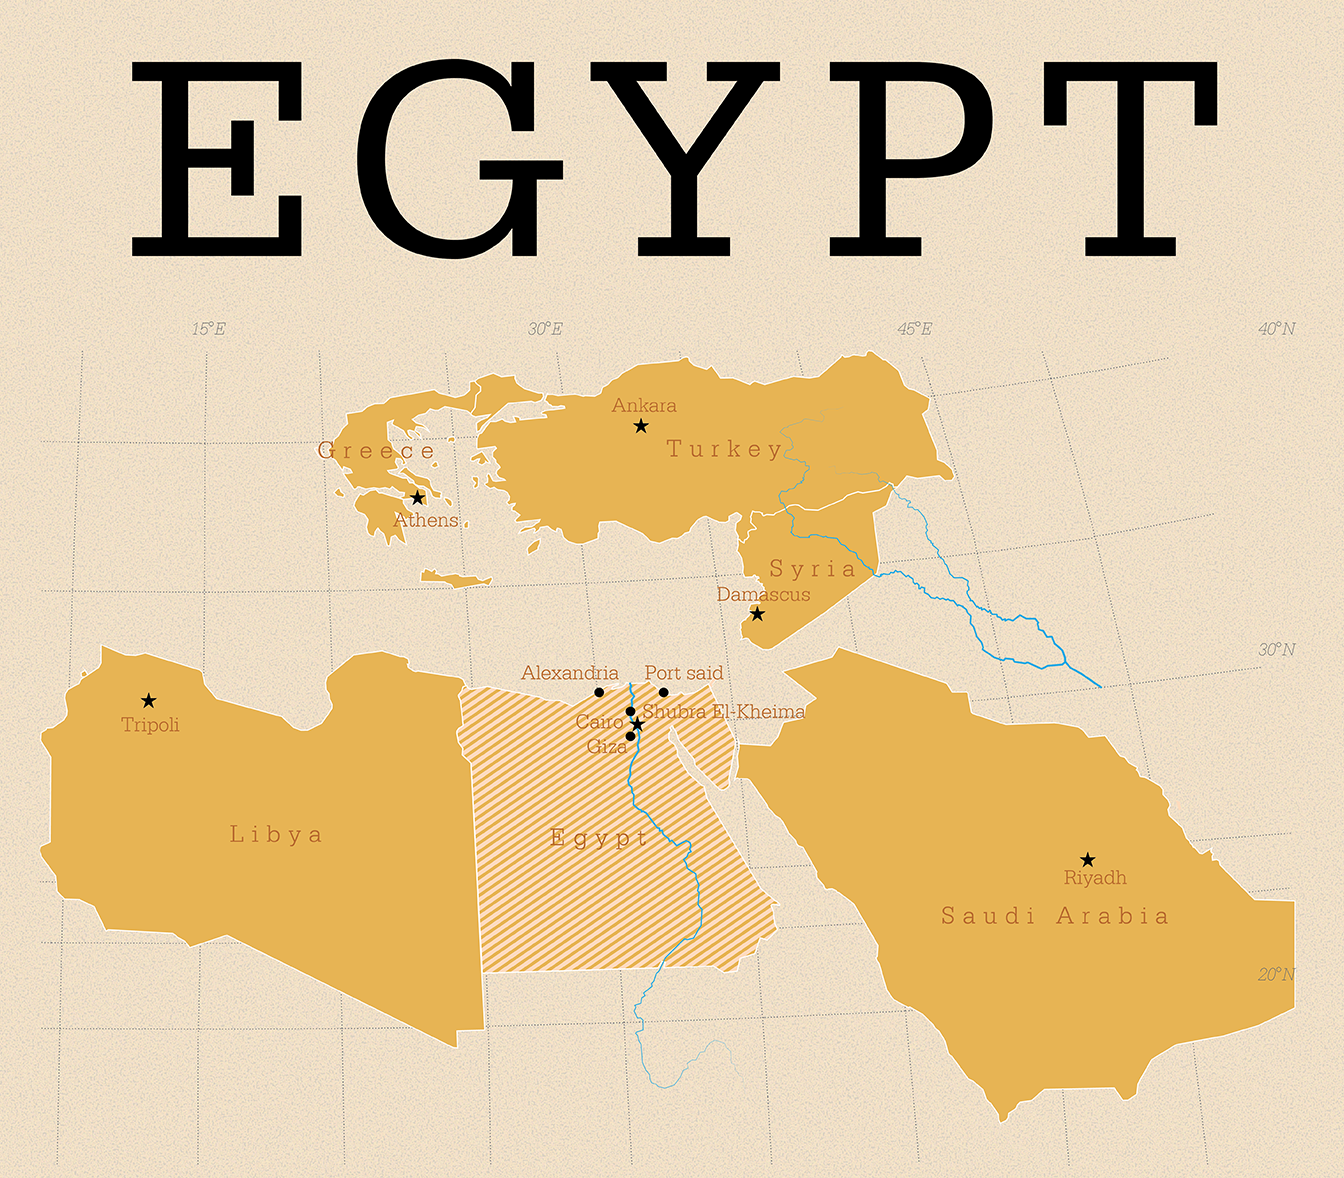 EGYPT
15°E 30°E 45°E 40°N
Ankara
Greece
Turkey
Athens
Syria
Damascus
30°N
Alexandria
Port said
Tripoli
Shubra El-Kheima
Cairo
Giza
Libya
Egypt
Riyadh
Saudi Arabia
20°N